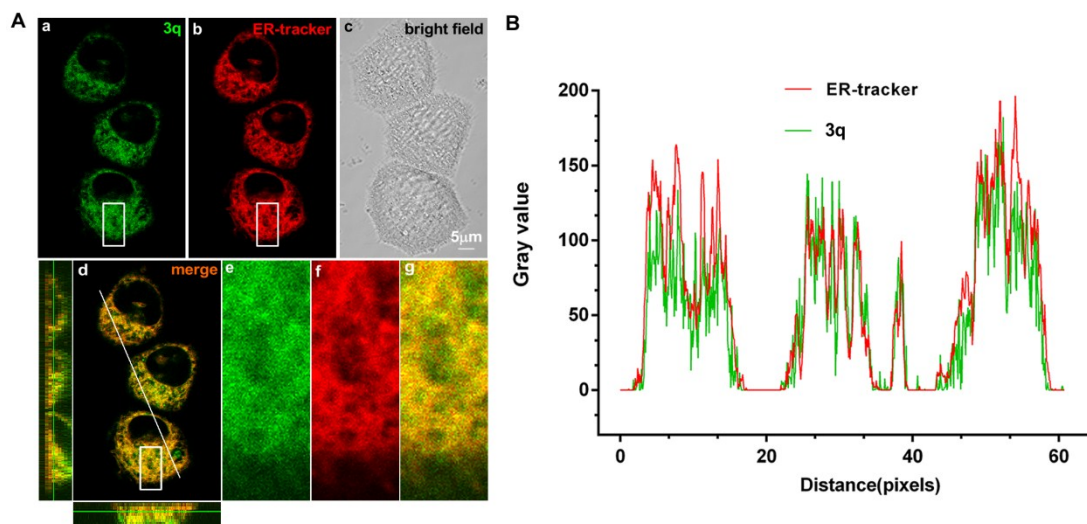 A
a 3q
b ER-tracker
c bright field
5μm
d merge
e
f
g
B
ER-tracker
3q
Gray value
200
150
100
50
0
0 20 40 60
Distance(pixels)